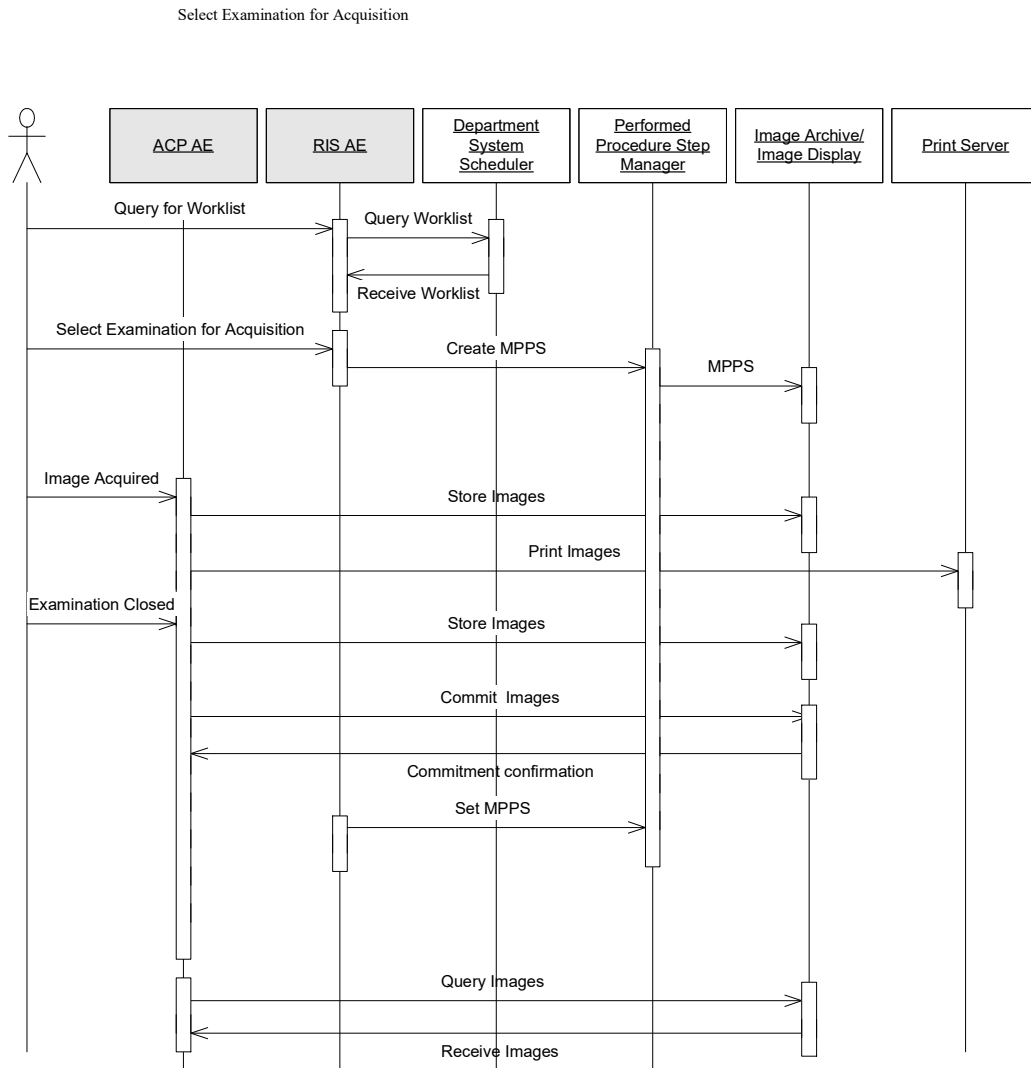 Select Examination for Acquisition
ACP AE
RIS AE
Department
System
Scheduler
Performed
Procedure Step
Manager
Image Archive/
Image Display
Print Server
Query for Worklist
Query Worklist
Receive Worklist
Select Examination for Acquisition
Create MPPS
MPPS
Image Acquired
Store Images
Print Images
Examination Closed
Store Images
Commit Images
Commitment confirmation
Set MPPS
Query Images
Receive Images